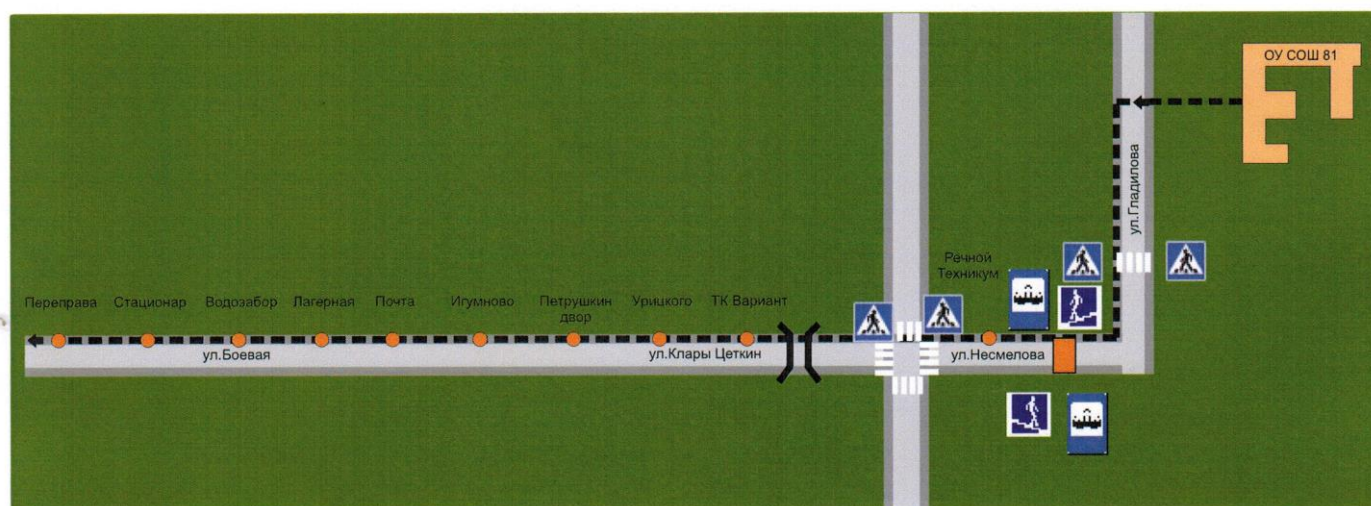 ОУ СОШ 81
ул.Гладилова
Речной
Техникум
Переправа
Стационар
Водозабор
Лагерная
Почта
Игумново
Петрушкин
двор
Урицкого
ТК Вариант
ул.Боевая
ул.Клары Цеткин
ул.Несмелова